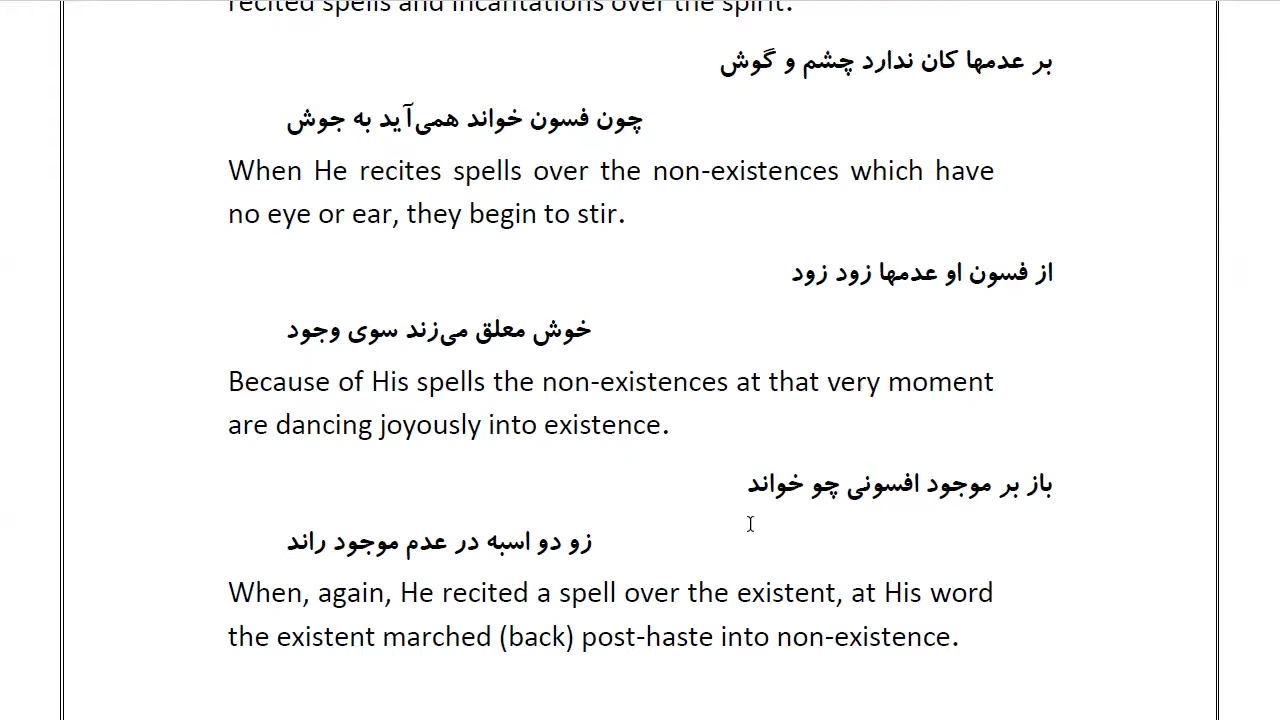 recited spells and incantations over the spirit.
بر عدمها کان ندارد چشم و گوش
چون فسون خواند همی‌آید به جوش
When He recites spells over the non-existences which have
no eye or ear, they begin to stir.
از فسون او عدمها زود زود
خوش معلق می‌زند سوی وجود
Because of His spells the non-existences at that very moment
are dancing joyously into existence.
باز بر موجود افسونی چو خواند
زو دو اسبه در عدم موجود راند
When, again, He recited a spell over the existent, at His word
the existent marched (back) post-haste into non-existence.